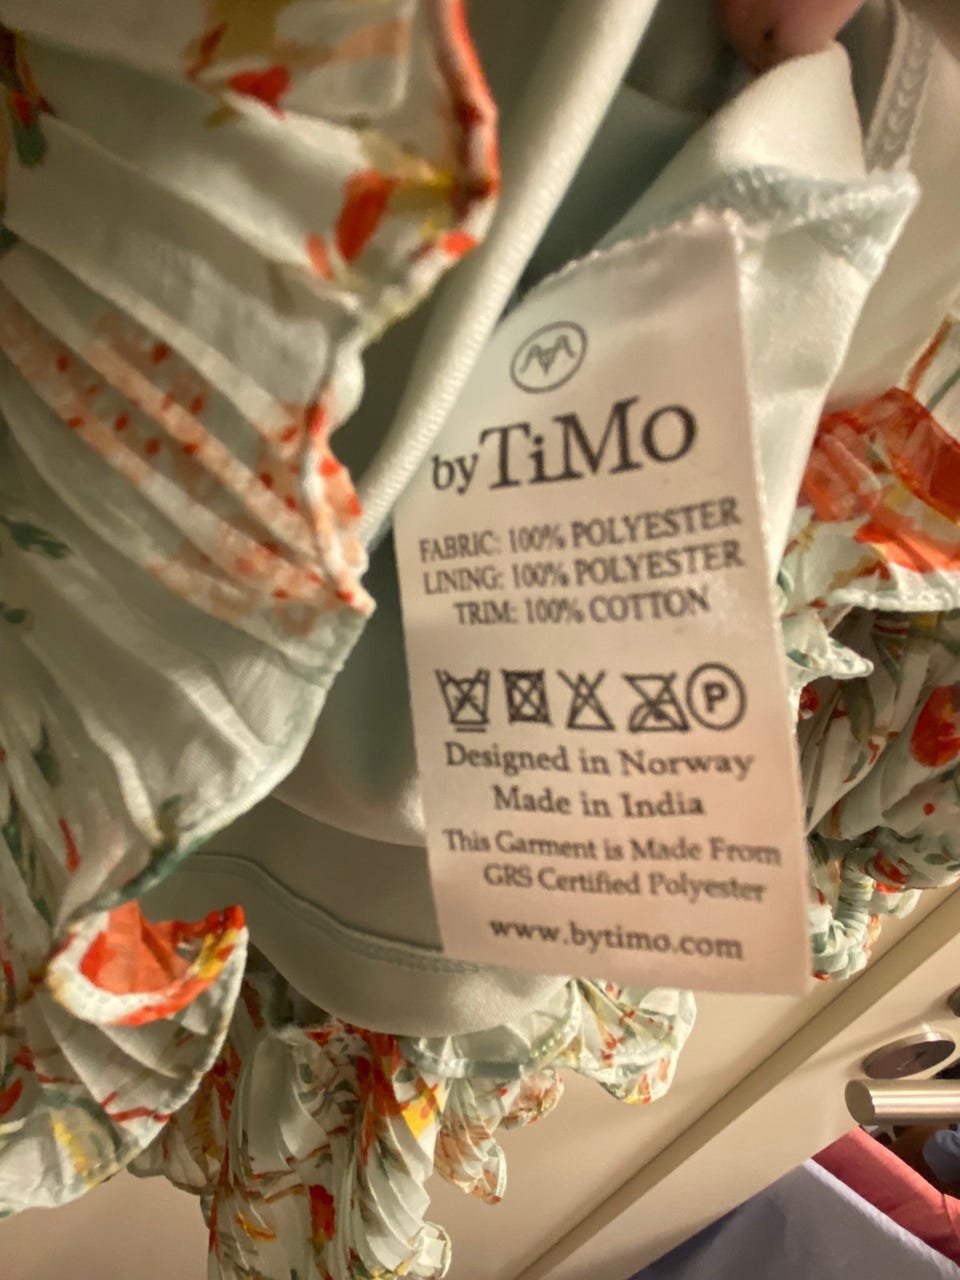 byTiMo
FABRIC: 100% POLYESTER
LINING: 100% POLYESTER
TRIM: 100% COTTON
P
Designed in Norway
Made in India
This Garment is Made From
GRS Certified Polyester
www.bytimo.com